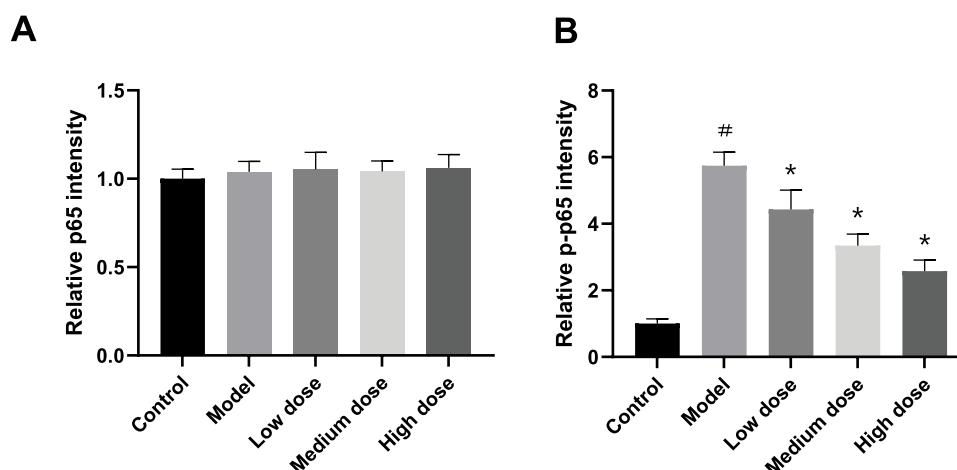 A
Relative p65 intensity
1.5
1.0
0.5
0.0
Control
Model
Low dose
Medium dose
High dose
B
Relative p-p65 intensity
8
6
4
2
0
#
*
*
*
Control
Model
Low dose
Medium dose
High dose